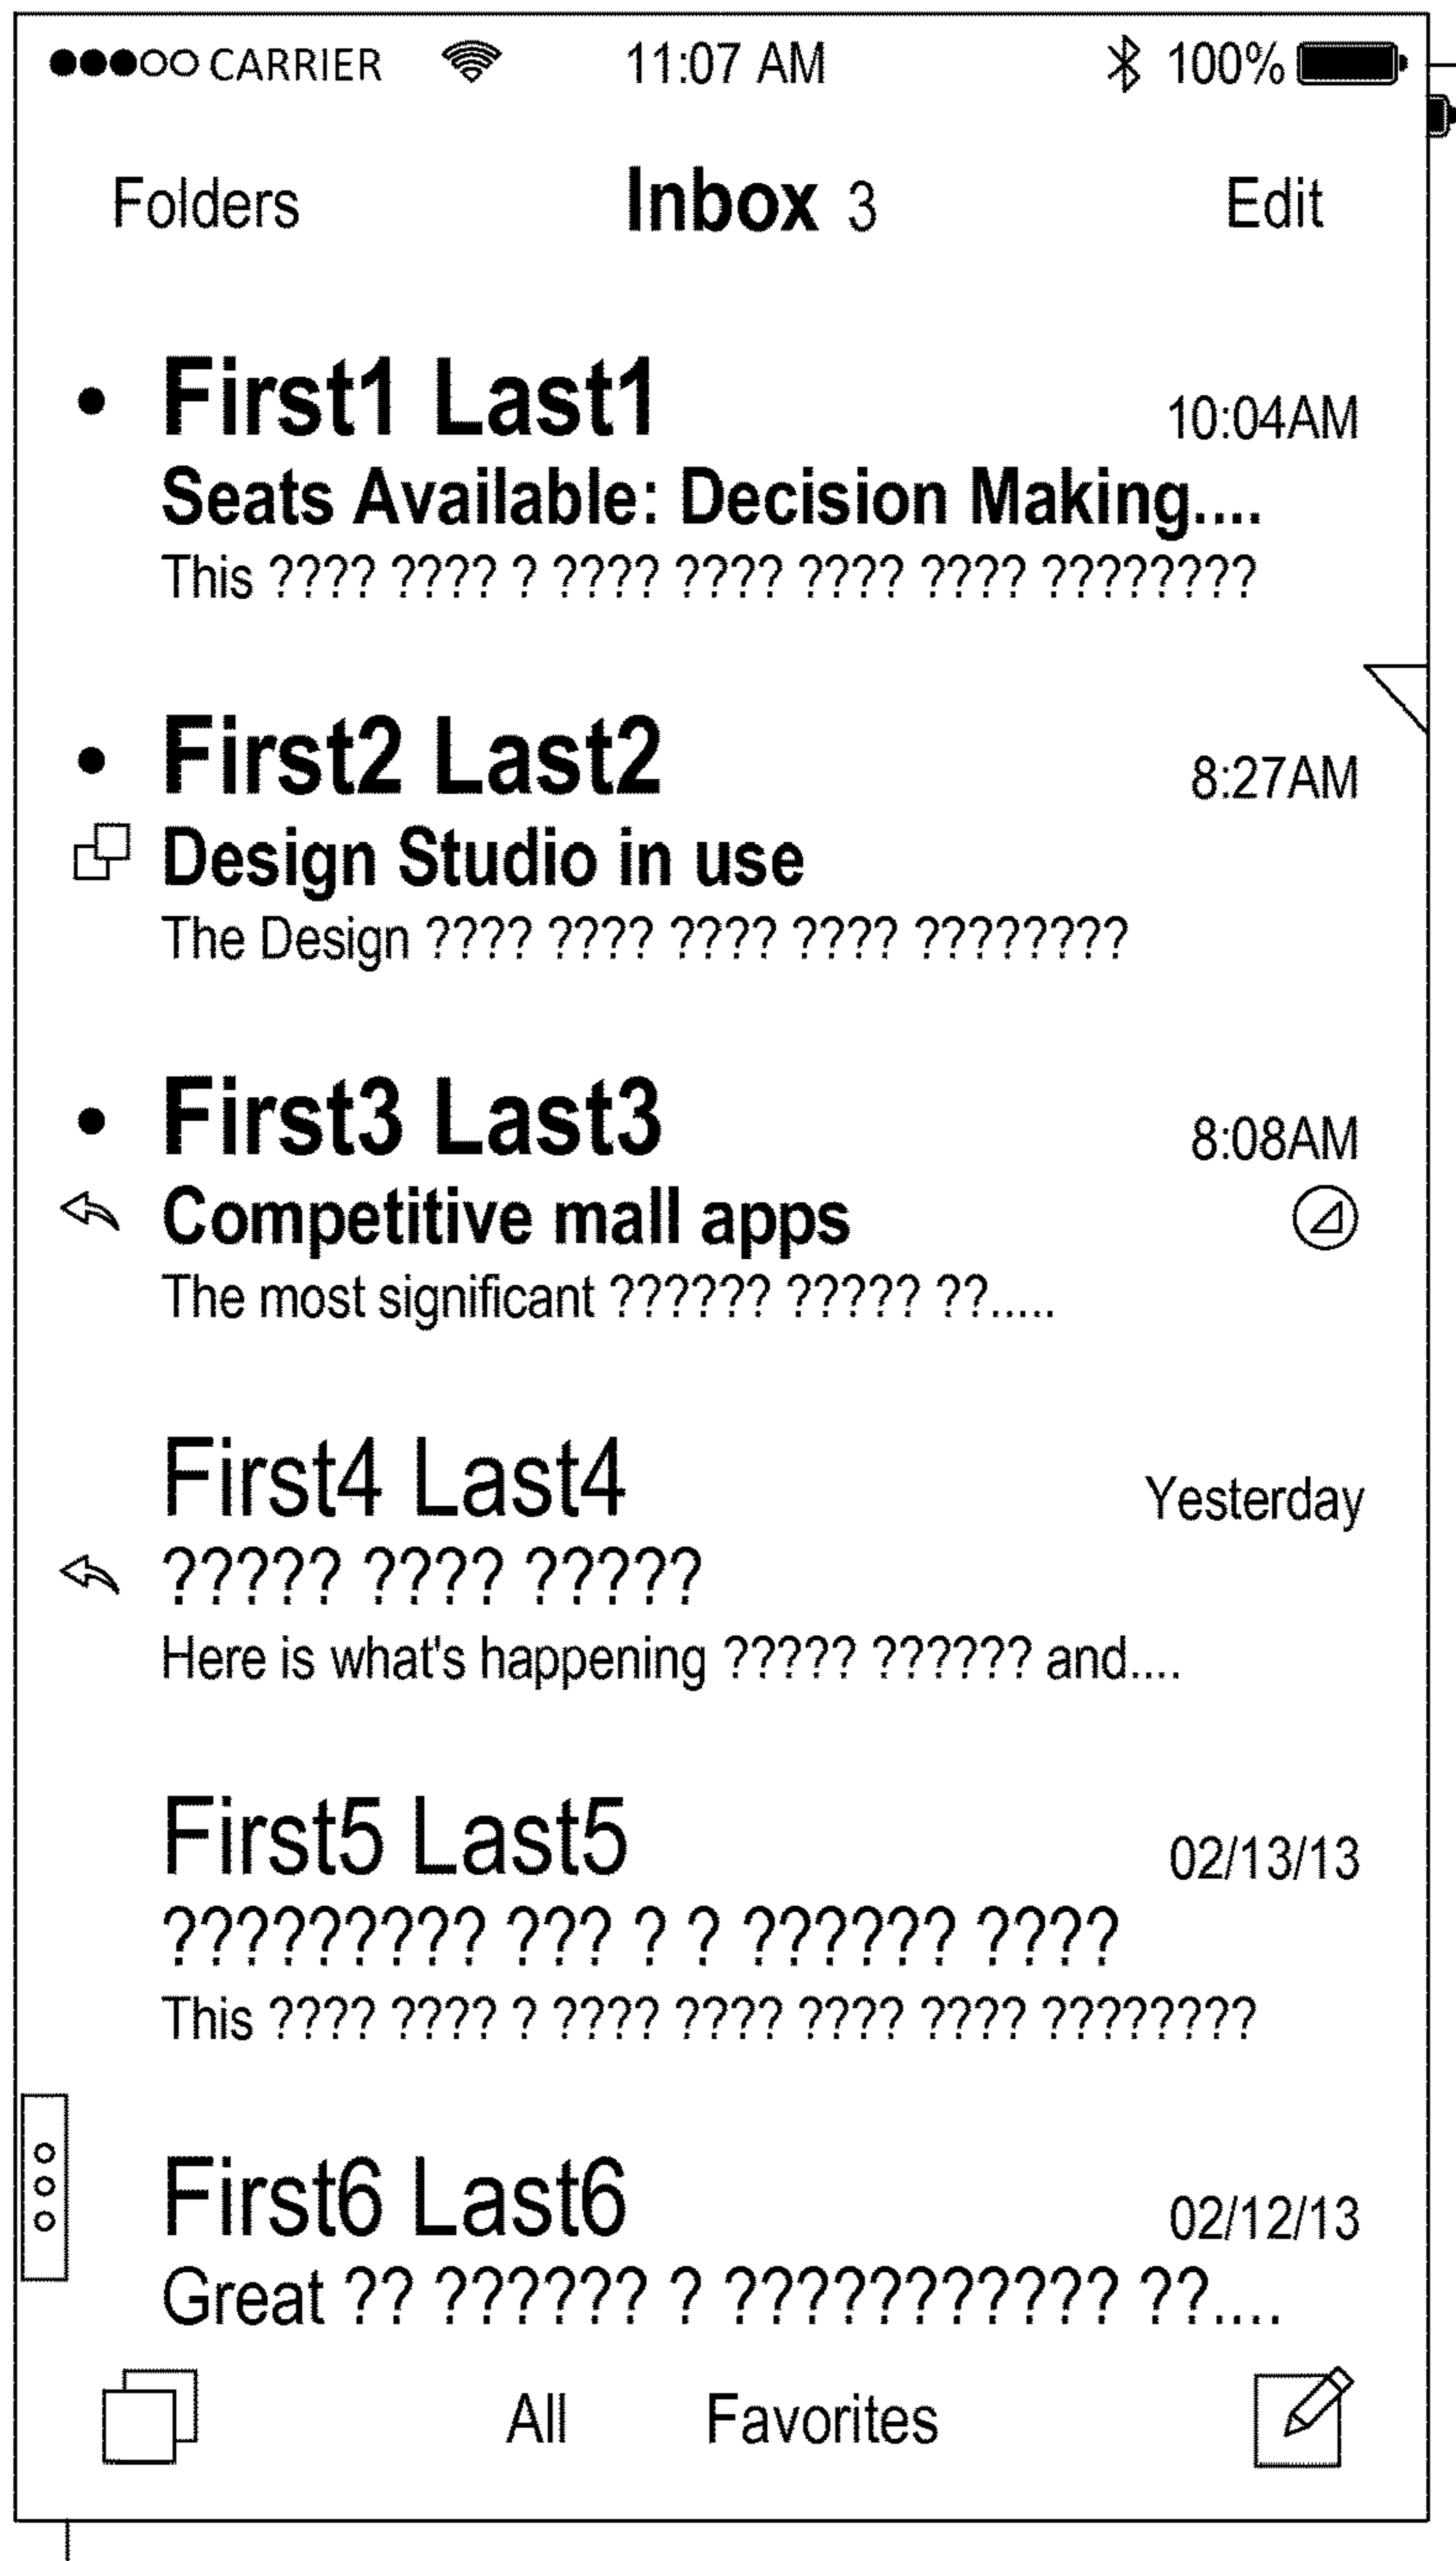 CARRIER 11:07 AM 100%
Folders Inbox 3 Edit
First1 Last1 10:04AM
Seats Available: Decision Making....
This ???? ???? ? ???? ???? ???? ???? ????????
First2 Last2 8:27AM
Design Studio in use
The Design ???? ???? ???? ???? ????????
First3 Last3 8:08AM
Competitive mall apps
The most significant ?????? ????? ??.....
First4 Last4 Yesterday
????? ???? ?????
Here is what's happening ????? ?????? and....
First5 Last5 02/13/13
????????? ??? ? ? ?????? ????
This ???? ???? ? ???? ???? ???? ???? ????????
First6 Last6 02/12/13
Great ?? ?????? ? ??????????? ??....
All Favorites